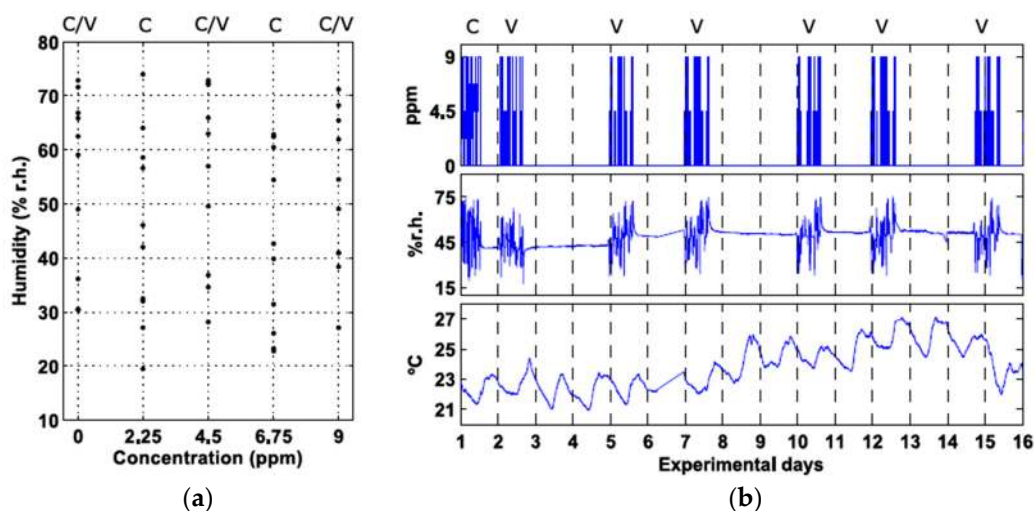 C/V C C/V C C/V
80
70
60
50
40
30
20
10
Humidity (% r.h.)
0 2.25 4.5 6.75 9
Concentration (ppm)
(a)
C V V V V V V
9
4.5
0
ppm
75
45
15
%r.h.
27
25
23
21
ºC
1 2 3 4 5 6 7 8 9 10 11 12 13 14 15 16
Experimental days
(b)